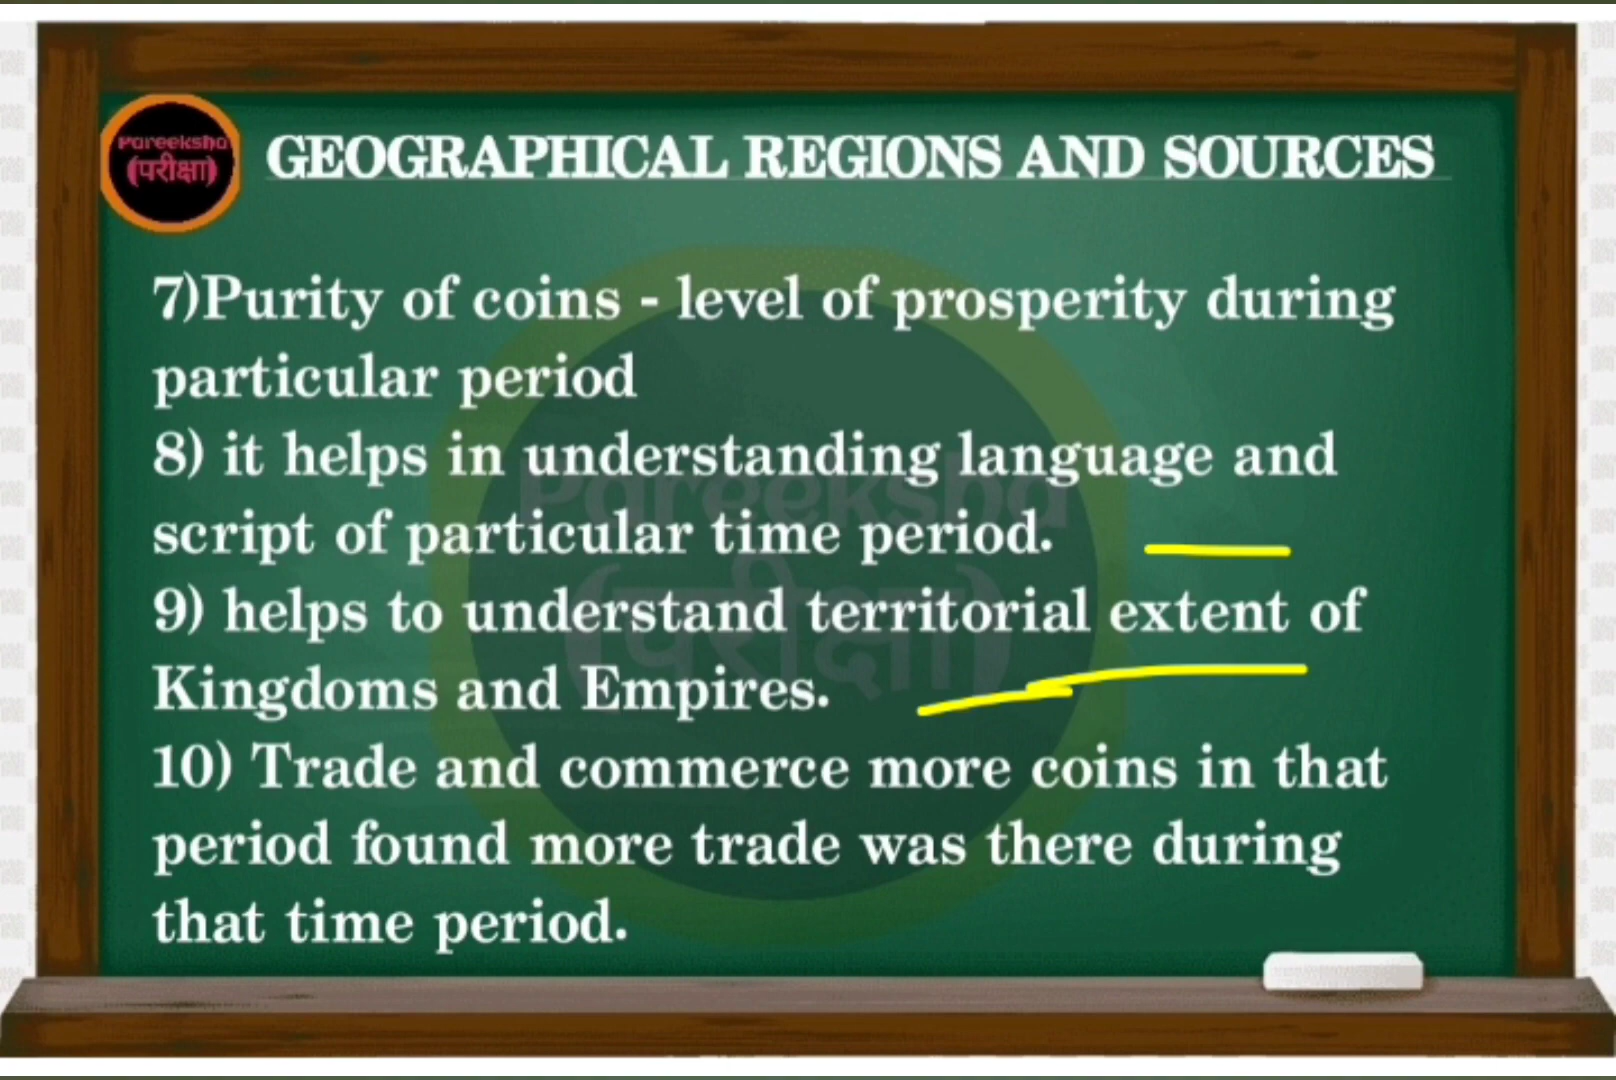 Pareeksha
(परीक्षा)
GEOGRAPHICAL REGIONS AND SOURCES
7)Purity of coins - level of prosperity during
particular period
8) it helps in understanding language and
script of particular time period.
9) helps to understand territorial extent of
Kingdoms and Empires.
10) Trade and commerce more coins in that
period found more trade was there during
that time period.
Pareeksha
(परीक्षा)